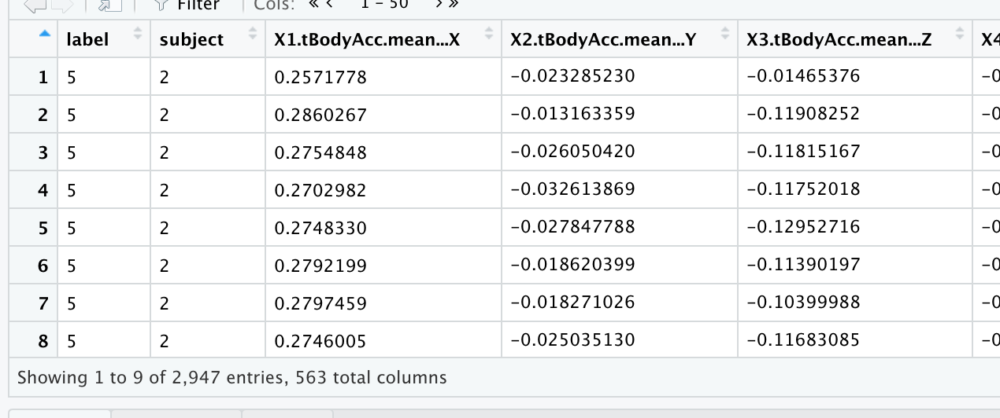 Filter Cols: « ‹ 1 - 50 › »
label subject X1.tBodyAcc.mean...X X2.tBodyAcc.mean...Y X3.tBodyAcc.mean...Z X4
1 5 2 0.2571778 −0.023285230 −0.01465376 −0
2 5 2 0.2860267 −0.013163359 −0.11908252 −0
3 5 2 0.2754848 −0.026050420 −0.11815167 −0
4 5 2 0.2702982 −0.032613869 −0.11752018 −0
5 5 2 0.2748330 −0.027847788 −0.12952716 −0
6 5 2 0.2792199 −0.018620399 −0.11390197 −0
7 5 2 0.2797459 −0.018271026 −0.10399988 −0
8 5 2 0.2746005 −0.025035130 −0.11683085 −0
Showing 1 to 9 of 2,947 entries, 563 total columns